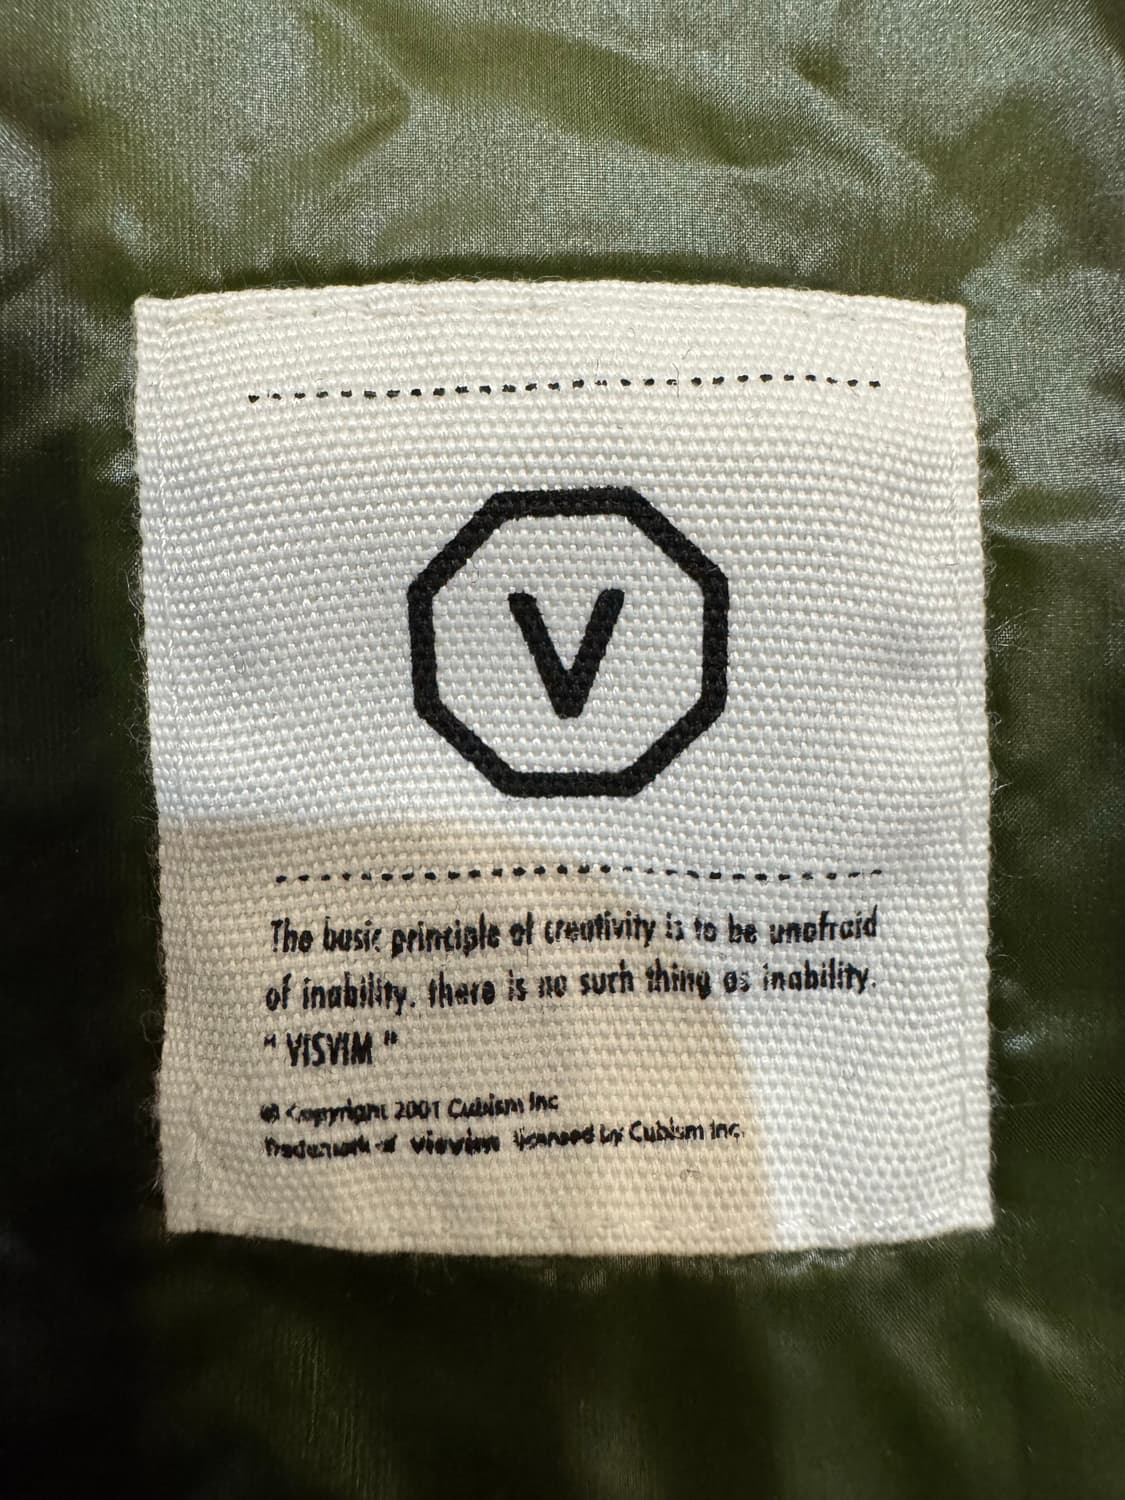 V
The basic principle of creativity is to be unafraid
of inability. there is no such thing as inability.
" VISVIM "
© Copyright 2001 Cubism Inc
Trademark of visvim licensed by Cubism Inc.